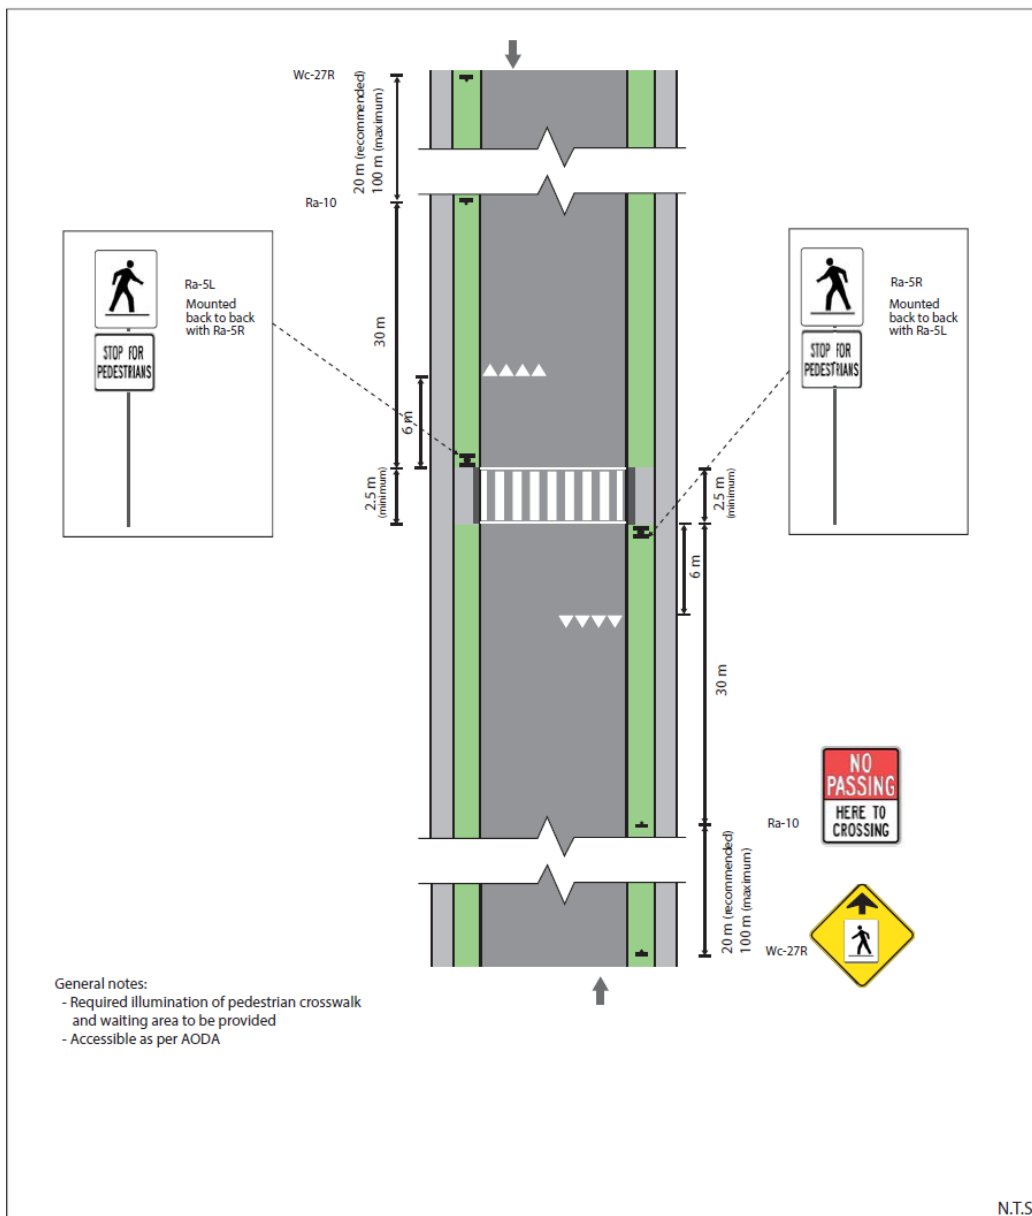 Wc-27R
20 m (recommended)
100 m (maximum)
Ra-10
Ra-5L
Mounted
back to back
with Ra-5R
STOP FOR
PEDESTRIANS
30 m
6 m
2.5 m
(minimum)
Ra-5R
Mounted
back to back
with Ra-5L
STOP FOR
PEDESTRIANS
2.5 m
(minimum)
6 m
30 m
NO
PASSING
HERE TO
CROSSING
Ra-10
20 m (recommended)
100 m (maximum)
Wc-27R
General notes:
- Required illumination of pedestrian crosswalk
and waiting area to be provided
- Accessible as per AODA
N.T.S